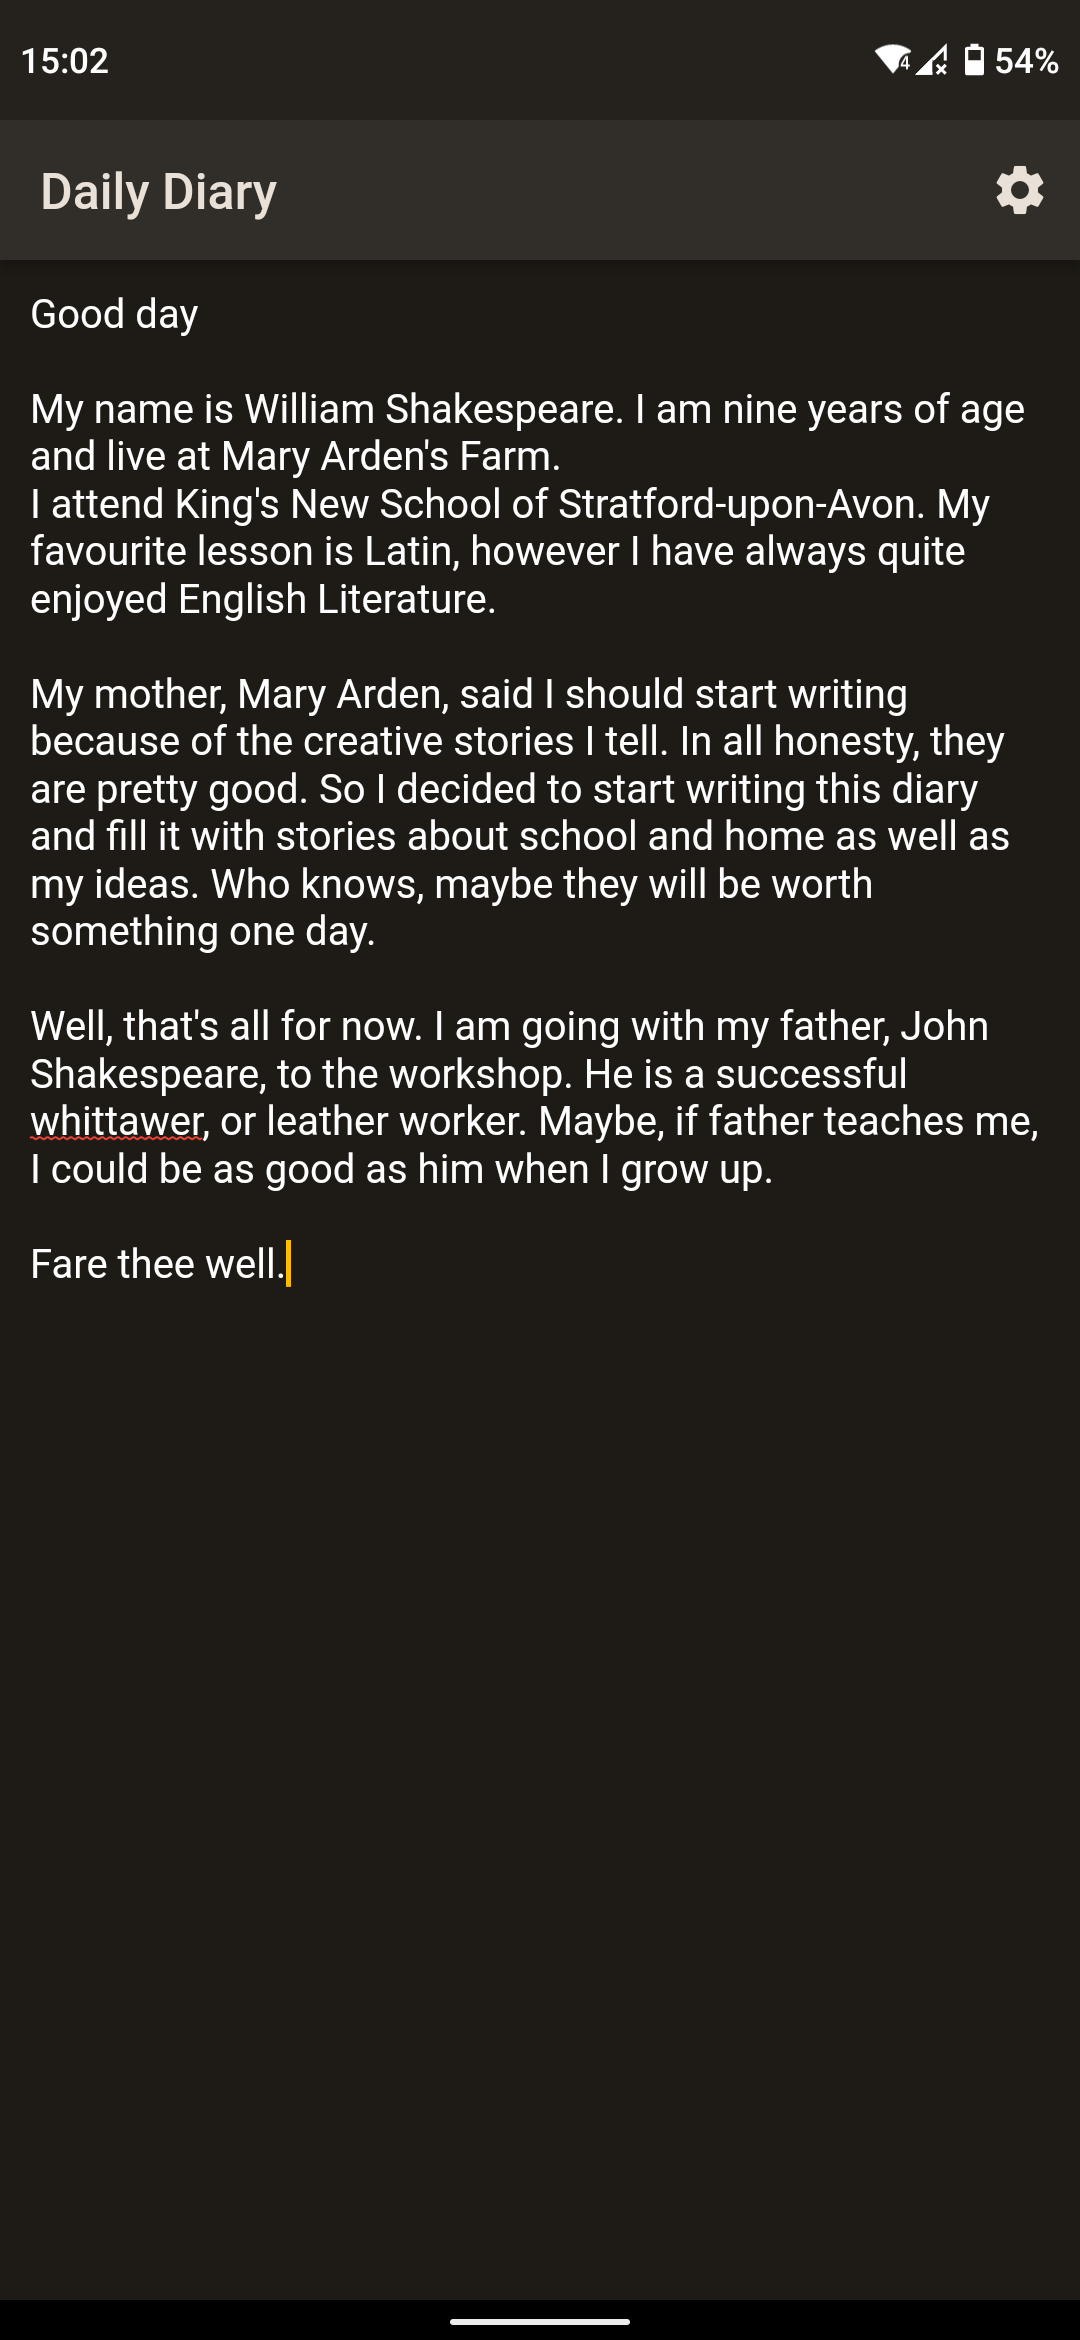 15:02
4
54%
Daily Diary
Good day
My name is William Shakespeare. I am nine years of age
and live at Mary Arden's Farm.
I attend King's New School of Stratford-upon-Avon. My
favourite lesson is Latin, however I have always quite
enjoyed English Literature.
My mother, Mary Arden, said I should start writing
because of the creative stories I tell. In all honesty, they
are pretty good. So I decided to start writing this diary
and fill it with stories about school and home as well as
my ideas. Who knows, maybe they will be worth
something one day.
Well, that's all for now. I am going with my father, John
Shakespeare, to the workshop. He is a successful
whittawer, or leather worker. Maybe, if father teaches me,
I could be as good as him when I grow up.
Fare thee well.